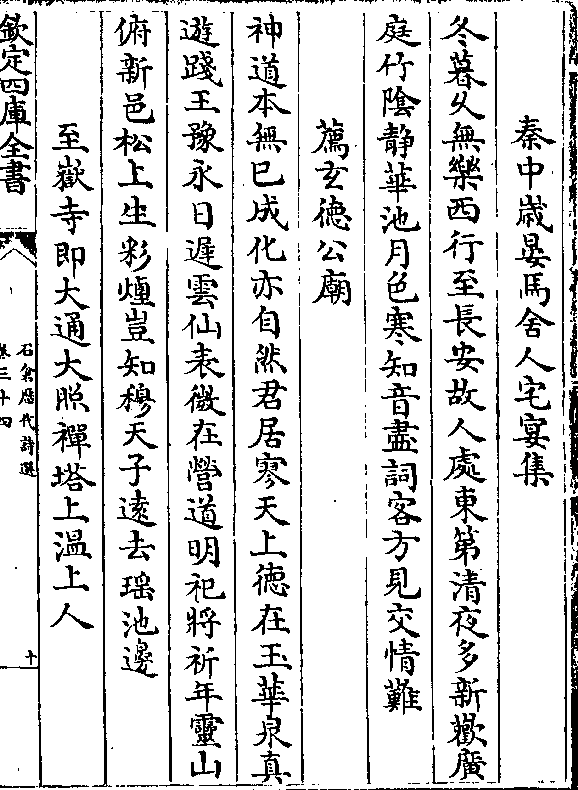 秦中歳晏馬舍人宅宴集
冬暮乆無樂西行至長安故人處東第清夜多新歡廣
庭竹陰静華池月色寒知音盡詞客方見交情難
薦玄德公廟
神道本無已成化亦自然君居寥天上德在玉華泉真
遊踐王豫永日遲雲仙表微在營道明祀將祈年靈山
俯新邑松上生彩煙豈知穆天子逺去瑶池邊
至嶽寺即大通大照禪塔上温上人
欽定四庫全書
石倉歴代詩選
卷三十四
十